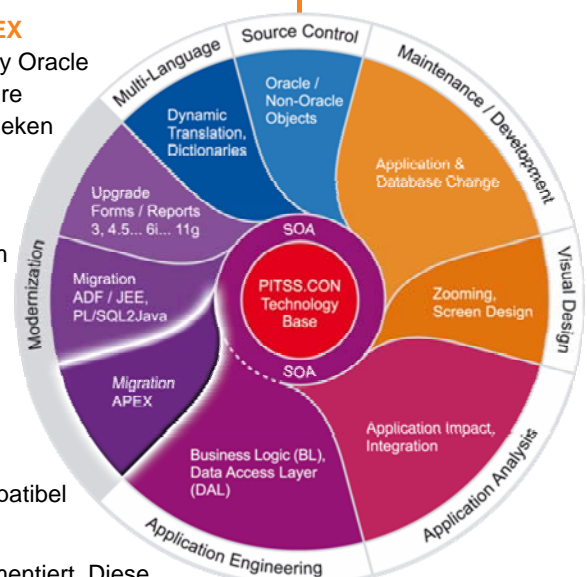 EX
y Oracle
re
eken
n
patibel
mentiert. Diese
Multi-Language
Source Control
Maintenance / Development
Visual Design
Application Analysis
Application Engineering
Modernization
Dynamic
Translation,
Dictionaries
Oracle /
Non-Oracle
Objects
Application &
Database Change
Zooming,
Screen Design
Application Impact,
Integration
Business Logic (BL),
Data Access Layer
(DAL)
Migration
APEX
Migration
ADF / JEE,
PL/SQL2Java
Upgrade
Forms / Reports
3, 4.5... 6i... 11g
SOA
PITSS.CON
Technology
Base
SOA